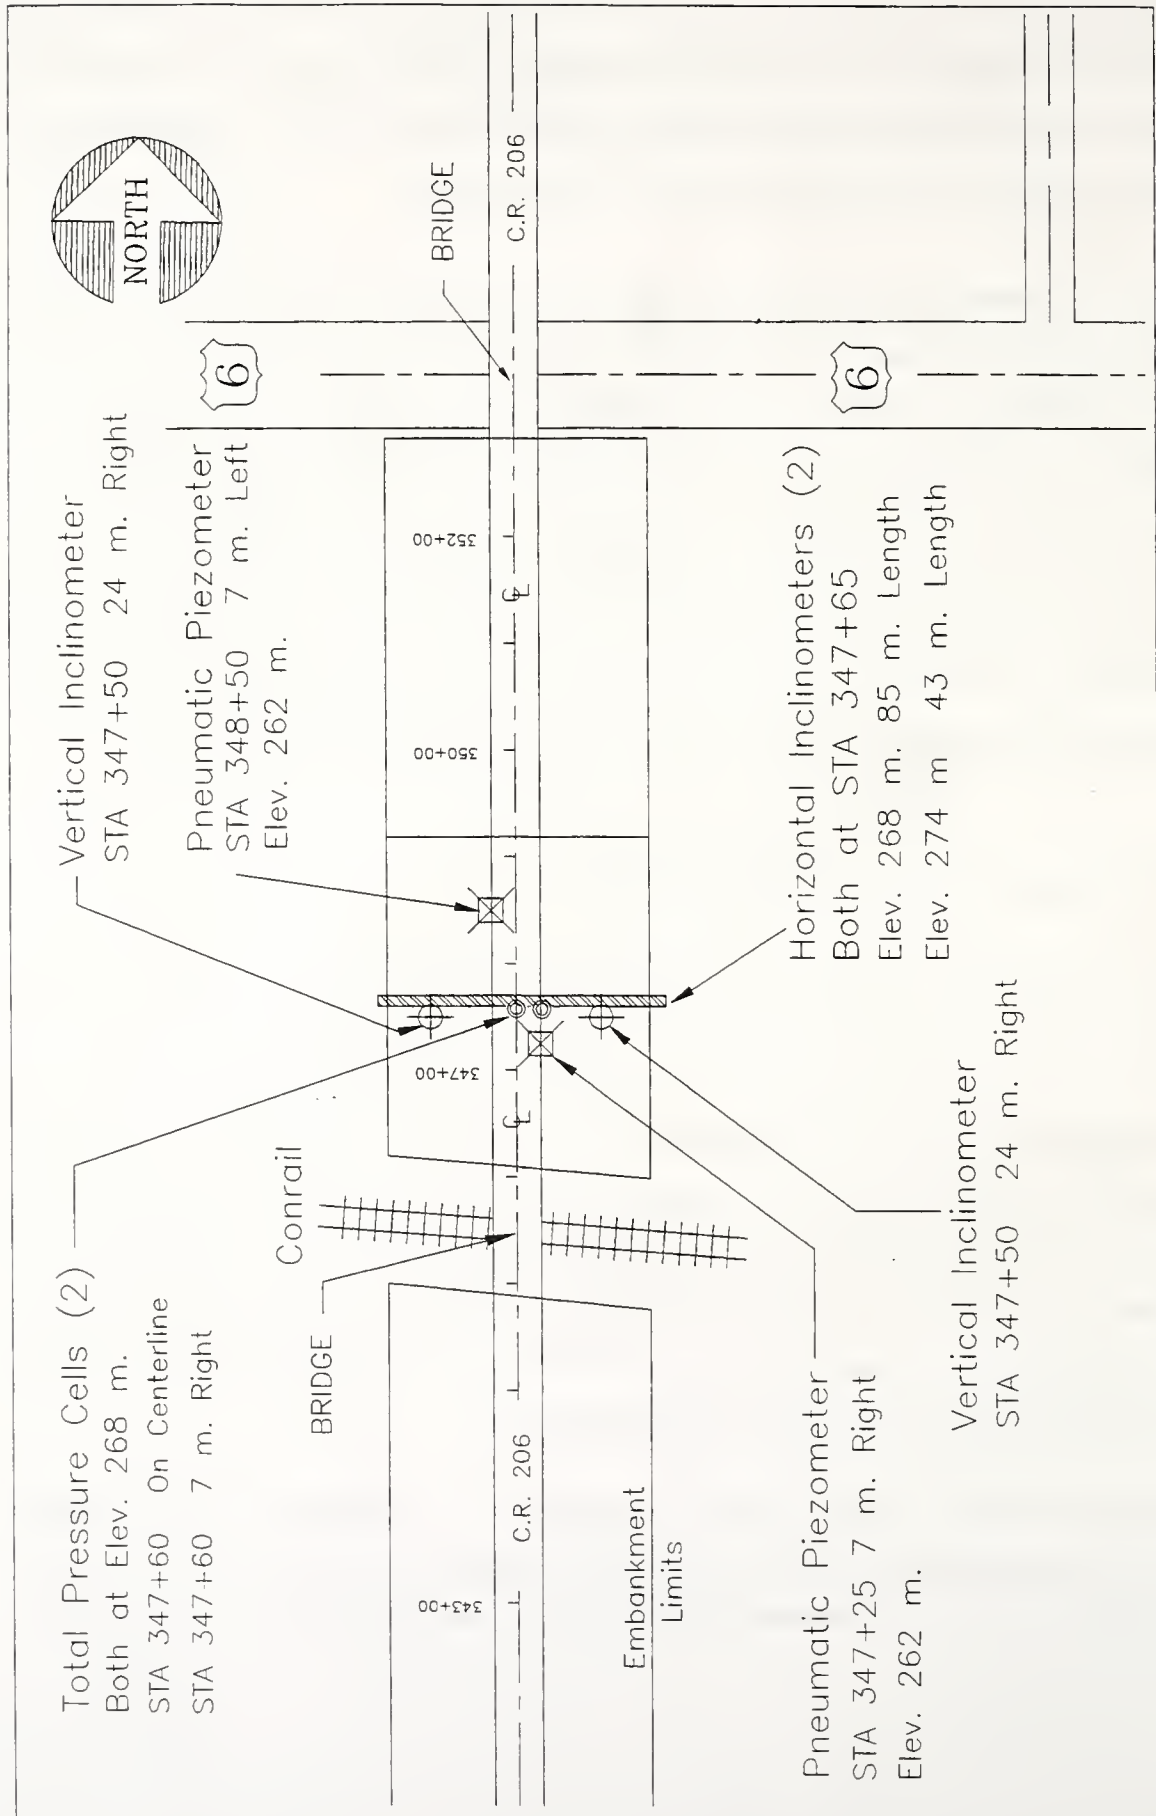 Total Pressure Cells (2)
Both at Elev. 268 m.
STA 347+60 On Centerline
STA 347+60 7 m. Right
Vertical Inclinometer
STA 347+50 24 m. Right
Pneumatic Piezometer
STA 348+50 7 m. Left
Elev. 262 m.
NORTH
6
Conrail
BRIDGE
BRIDGE
343+00
347+00
350+00
352+00
C.R. 206
℄
℄
C.R. 206
Embankment
Limits
6
Horizontal Inclinometers (2)
Both at STA 347+65
Elev. 268 m. 85 m. Length
Elev. 274 m 43 m. Length
Pneumatic Piezometer
STA 347+25 7 m. Right
Elev. 262 m.
Vertical Inclinometer
STA 347+50 24 m. Right